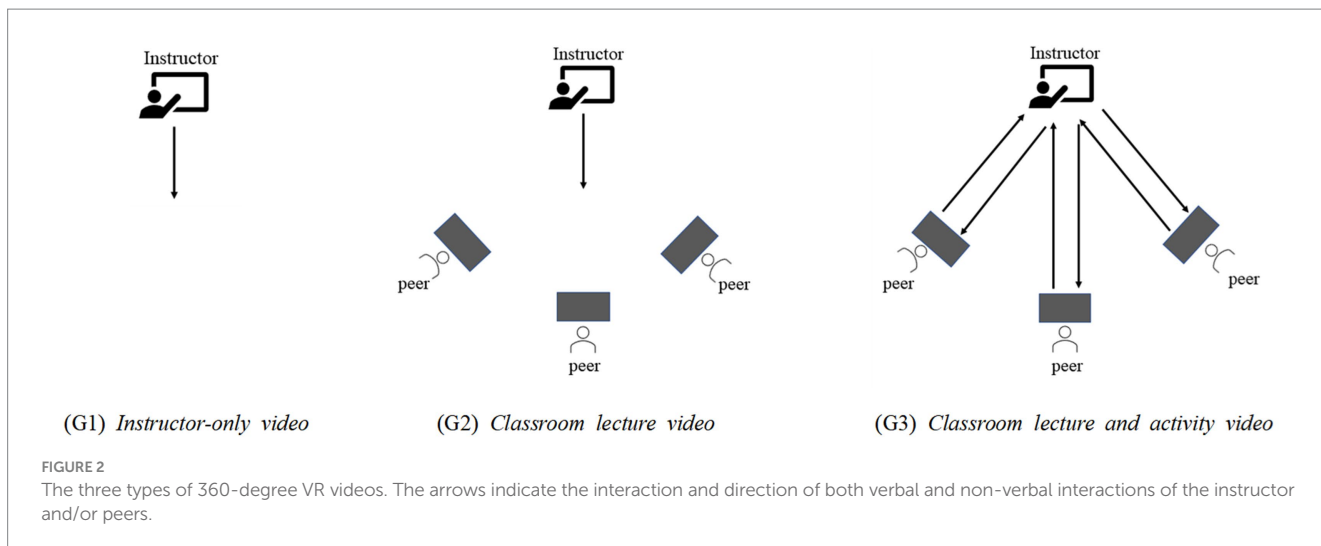 Instructor
Instructor
Instructor
peer
peer
peer
peer
peer
peer
(G1) Instructor-only video
(G2) Classroom lecture video
(G3) Classroom lecture and activity video
FIGURE 2
The three types of 360-degree VR videos. The arrows indicate the interaction and direction of both verbal and non-verbal interactions of the instructor
and/or peers.